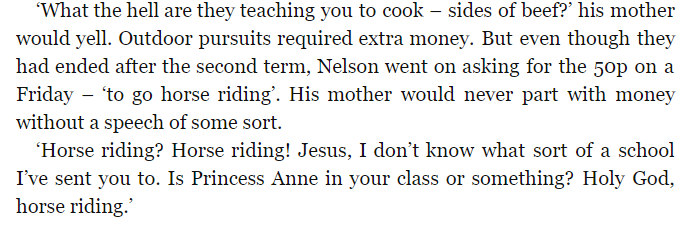 ‘What the hell are they teaching you to cook – sides of beef?’ his mother
would yell. Outdoor pursuits required extra money. But even though they
had ended after the second term, Nelson went on asking for the 50p on a
Friday – ‘to go horse riding’. His mother would never part with money
without a speech of some sort.
‘Horse riding? Horse riding! Jesus, I don’t know what sort of a school
I’ve sent you to. Is Princess Anne in your class or something? Holy God,
horse riding.’